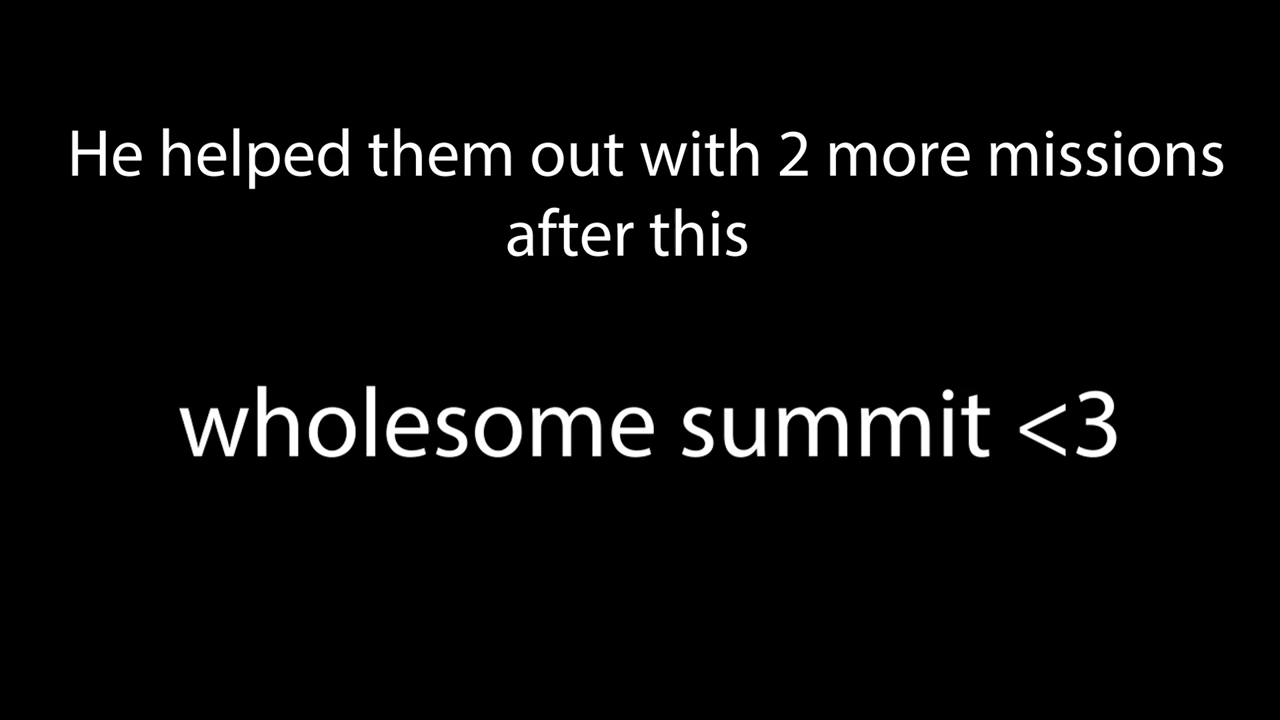 He helped them out with 2 more missions
after this
wholesome summit <3